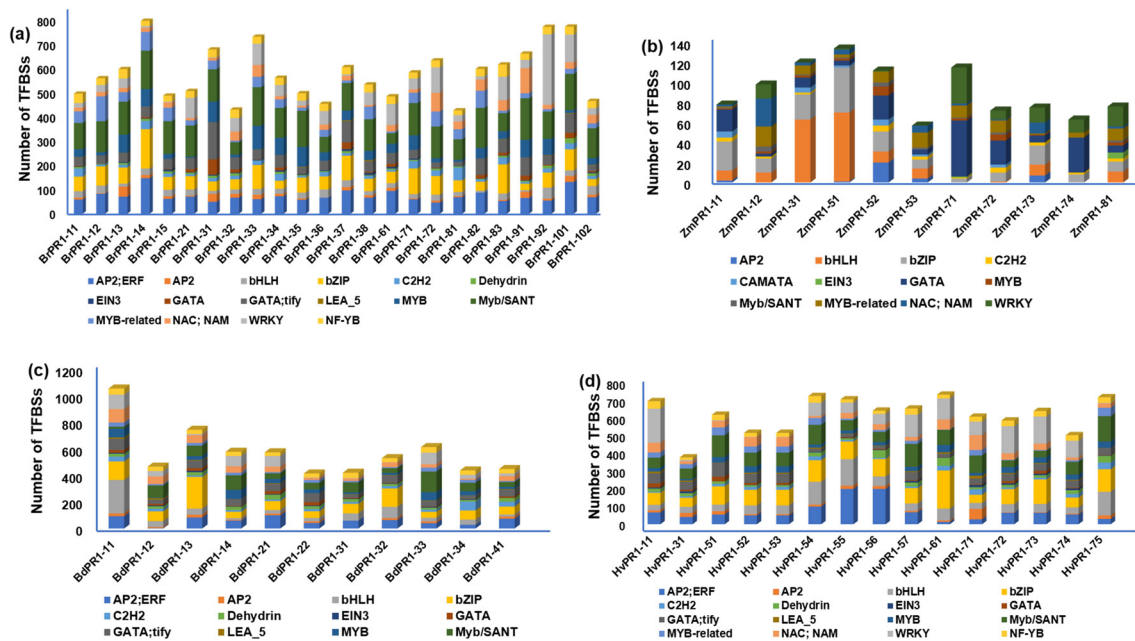 (a)
Number of TFBSs
800
700
600
500
400
300
200
100
0
BrPR1-11 BrPR1-12 BrPR1-13 BrPR1-14 BrPR1-15 BrPR1-21 BrPR1-31 BrPR1-32 BrPR1-33 BrPR1-34 BrPR1-35 BrPR1-36 BrPR1-37 BrPR1-38 BrPR1-61 BrPR1-71 BrPR1-72 BrPR1-81 BrPR1-82 BrPR1-83 BrPR1-91 BrPR1-92 BrPR1-101 BrPR1-102
AP2;ERF AP2 bHLH bZIP C2H2 Dehydrin
EIN3 GATA GATA;tify LEA_5 MYB Myb/SANT
MYB-related NAC; NAM WRKY NF-YB
(b)
Number of TFBSs
140
120
100
80
60
40
20
0
ZmPR1-11 ZmPR1-12 ZmPR1-31 ZmPR1-51 ZmPR1-52 ZmPR1-53 ZmPR1-71 ZmPR1-72 ZmPR1-73 ZmPR1-74 ZmPR1-81
AP2 bHLH bZIP C2H2
CAMATA EIN3 GATA MYB
Myb/SANT MYB-related NAC; NAM WRKY
(c)
Number of TFBSs
1200
1000
800
600
400
200
0
BdPR1-11 BdPR1-12 BdPR1-13 BdPR1-14 BdPR1-21 BdPR1-22 BdPR1-31 BdPR1-32 BdPR1-33 BdPR1-34 BdPR1-41
AP2;ERF AP2 bHLH bZIP
C2H2 Dehydrin EIN3 GATA
GATA;tify LEA_5 MYB Myb/SANT
(d)
Number of TFBSs
800
700
600
500
400
300
200
100
0
HvPR1-11 HvPR1-31 HvPR1-51 HvPR1-52 HvPR1-53 HvPR1-54 HvPR1-55 HvPR1-56 HvPR1-57 HvPR1-61 HvPR1-71 HvPR1-72 HvPR1-73 HvPR1-74 HvPR1-75
AP2;ERF AP2 bHLH bZIP
C2H2 Dehydrin EIN3 GATA
GATA;tify LEA_5 MYB Myb/SANT
MYB-related NAC; NAM WRKY NF-YB